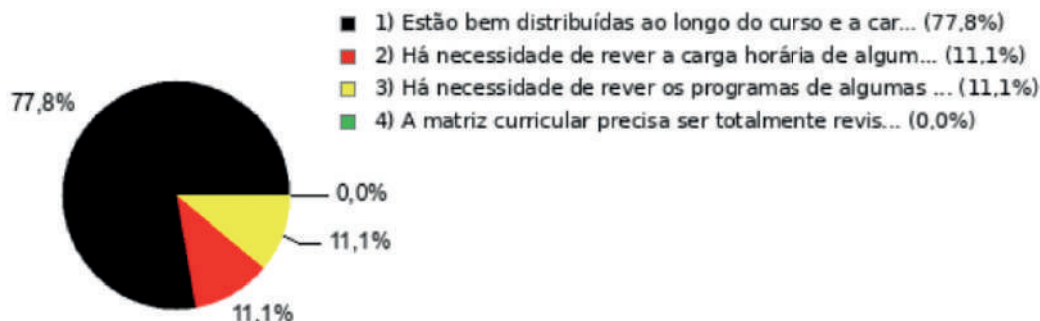 1) Estão bem distribuídas ao longo do curso e a car... (77,8%)
2) Há necessidade de rever a carga horária de algum... (11,1%)
3) Há necessidade de rever os programas de algumas ... (11,1%)
4) A matriz curricular precisa ser totalmente revis... (0,0%)
77,8%
0,0%
11,1%
11,1%